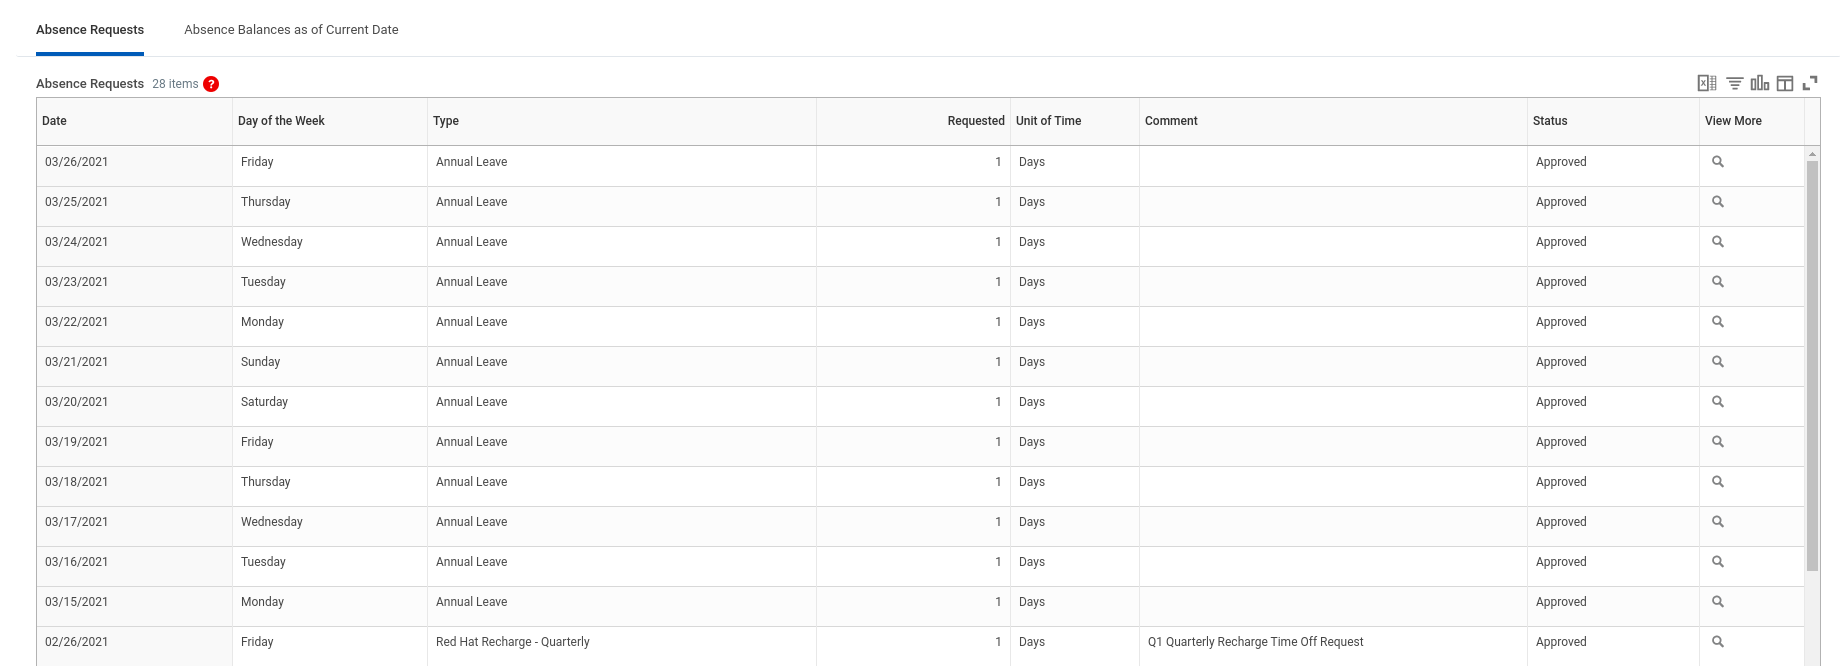 Absence Requests Absence Balances as of Current Date
Absence Requests 28 items ?
Date Day of the Week Type Requested Unit of Time Comment Status View More
03/26/2021 Friday Annual Leave 1 Days Approved
03/25/2021 Thursday Annual Leave 1 Days Approved
03/24/2021 Wednesday Annual Leave 1 Days Approved
03/23/2021 Tuesday Annual Leave 1 Days Approved
03/22/2021 Monday Annual Leave 1 Days Approved
03/21/2021 Sunday Annual Leave 1 Days Approved
03/20/2021 Saturday Annual Leave 1 Days Approved
03/19/2021 Friday Annual Leave 1 Days Approved
03/18/2021 Thursday Annual Leave 1 Days Approved
03/17/2021 Wednesday Annual Leave 1 Days Approved
03/16/2021 Tuesday Annual Leave 1 Days Approved
03/15/2021 Monday Annual Leave 1 Days Approved
02/26/2021 Friday Red Hat Recharge - Quarterly 1 Days Q1 Quarterly Recharge Time Off Request Approved